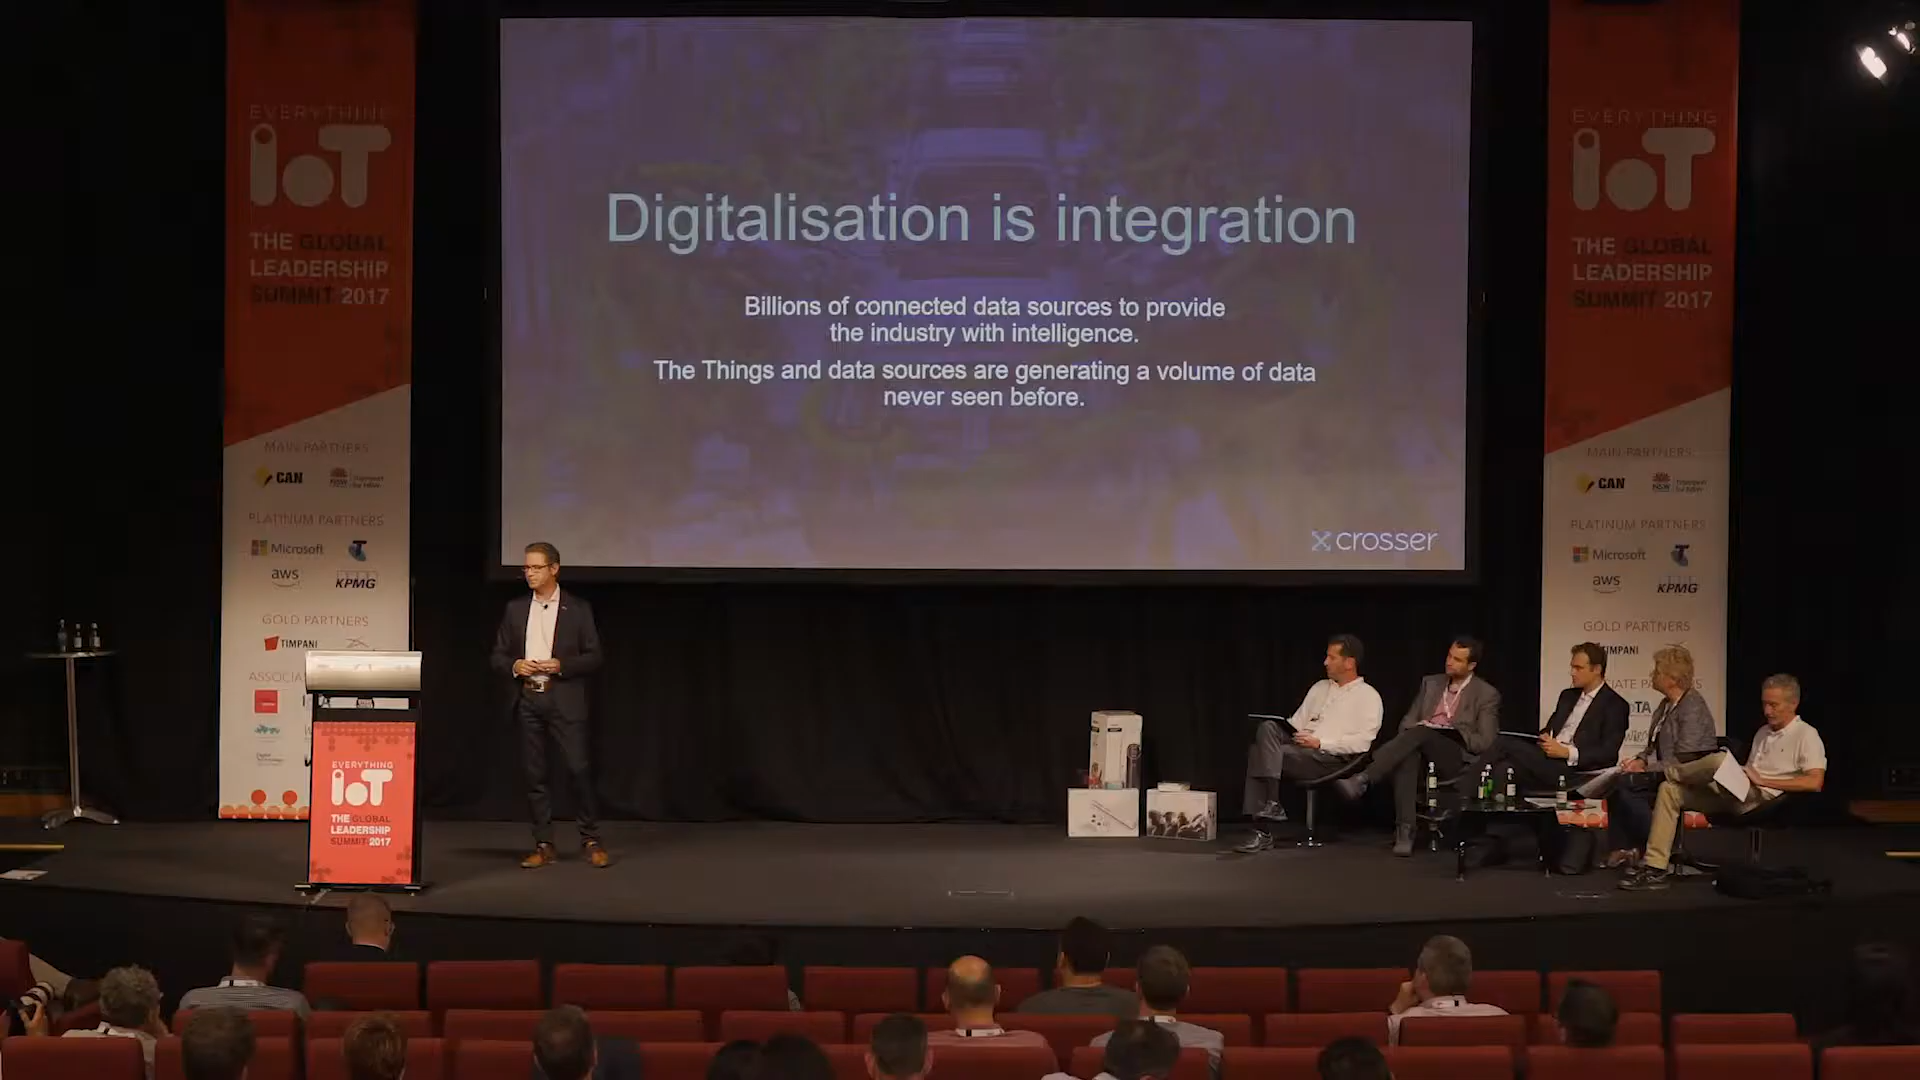 EVERYTHING
IoT
THE GLOBAL
LEADERSHIP
SUMMIT 2017
MAIN PARTNERS
CAN
NSW
PLATINUM PARTNERS
Microsoft
aws
KPMG
GOLD PARTNERS
TIMPANI
ASSOCIA
EVERYTHING
IoT
THE GLOBAL
LEADERSHIP
SUMMIT 2017
Digitalisation is integration
Billions of connected data sources to provide
the industry with intelligence.
The Things and data sources are generating a volume of data
never seen before.
crosser
EVERYTHING
IoT
THE GLOBAL
LEADERSHIP
SUMMIT 2017
MAIN PARTNERS
CAN
NSW
PLATINUM PARTNERS
Microsoft
aws
KPMG
GOLD PARTNERS
TIMPANI